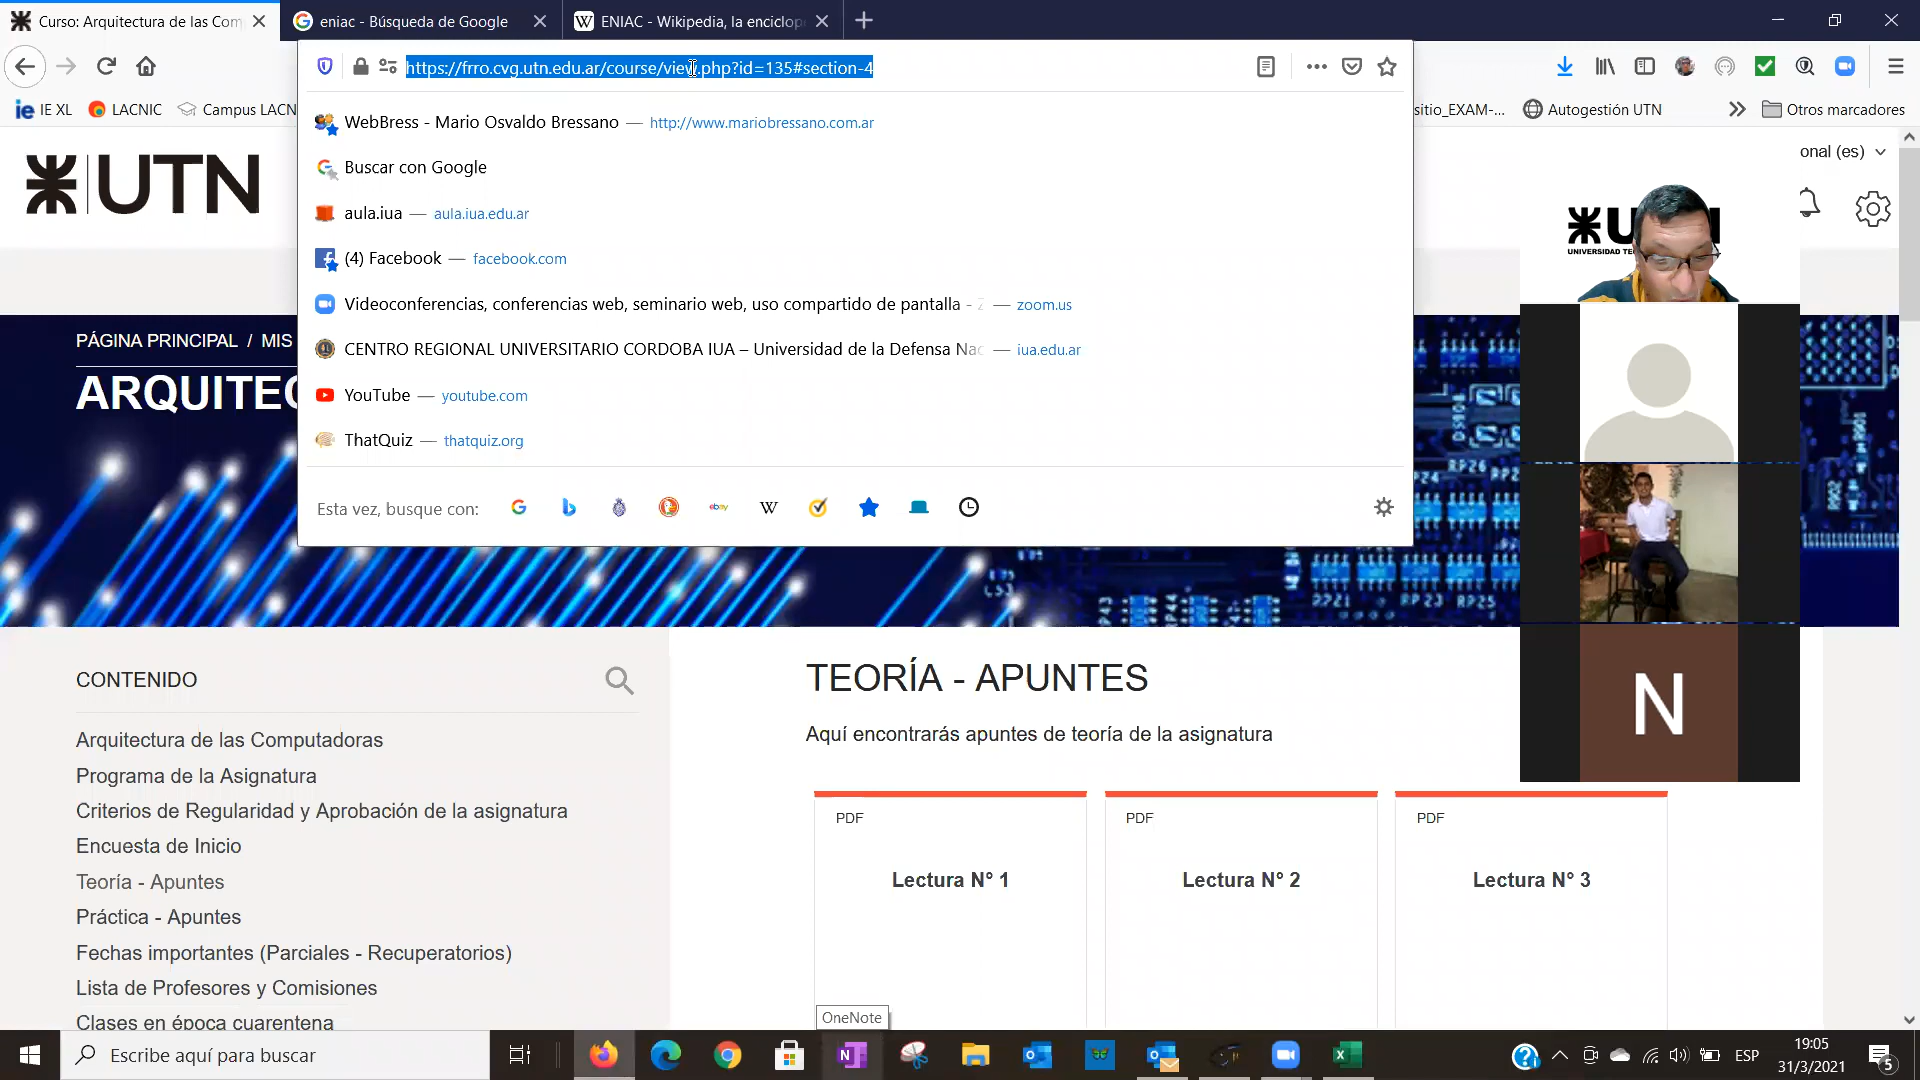 Curso: Arquitectura de las Com
eniac - Búsqueda de Google
ENIAC - Wikipedia, la enciclop
https://frro.cvg.utn.edu.ar/course/view.php?id=135#section-4
IE XL
LACNIC
Campus LACN
sitio_EXAM-...
Autogestión UTN
Otros marcadores
WebBress - Mario Osvaldo Bressano — http://www.mariobressano.com.ar
Buscar con Google
aula.iua — aula.iua.edu.ar
(4) Facebook — facebook.com
Videoconferencias, conferencias web, seminario web, uso compartido de pantalla - — zoom.us
CENTRO REGIONAL UNIVERSITARIO CORDOBA IUA – Universidad de la Defensa Nac — iua.edu.ar
YouTube — youtube.com
ThatQuiz — thatquiz.org
Esta vez, busque con:
UTN
onal (es)
PÁGINA PRINCIPAL / MIS
ARQUITEC
CONTENIDO
Arquitectura de las Computadoras
Programa de la Asignatura
Criterios de Regularidad y Aprobación de la asignatura
Encuesta de Inicio
Teoría - Apuntes
Práctica - Apuntes
Fechas importantes (Parciales - Recuperatorios)
Lista de Profesores y Comisiones
Clases en época cuarentena
TEORÍA - APUNTES
Aquí encontrarás apuntes de teoría de la asignatura
PDF
Lectura N° 1
PDF
Lectura N° 2
PDF
Lectura N° 3
N
OneNote
Escribe aquí para buscar
ESP
19:05
31/3/2021
5